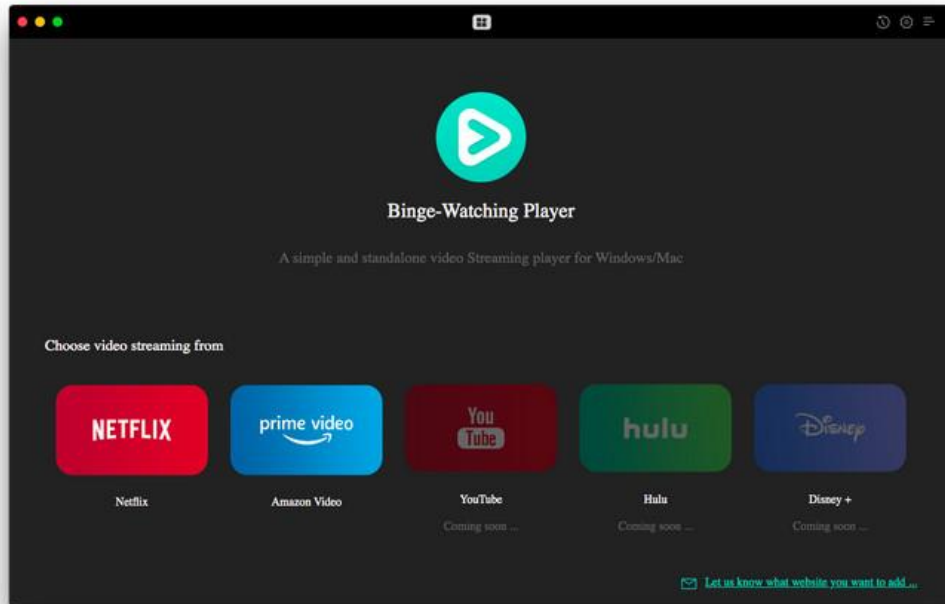 Binge-Watching Player
A simple and standalone video Streaming player for Windows/Mac
Choose video streaming from
NETFLIX
prime video
You
Tube
hulu
Disney
Netflix
Amazon Video
YouTube
Hulu
Disney +
Coming soon ...
Coming soon ...
Coming soon ...
Let us know what website you want to add ...